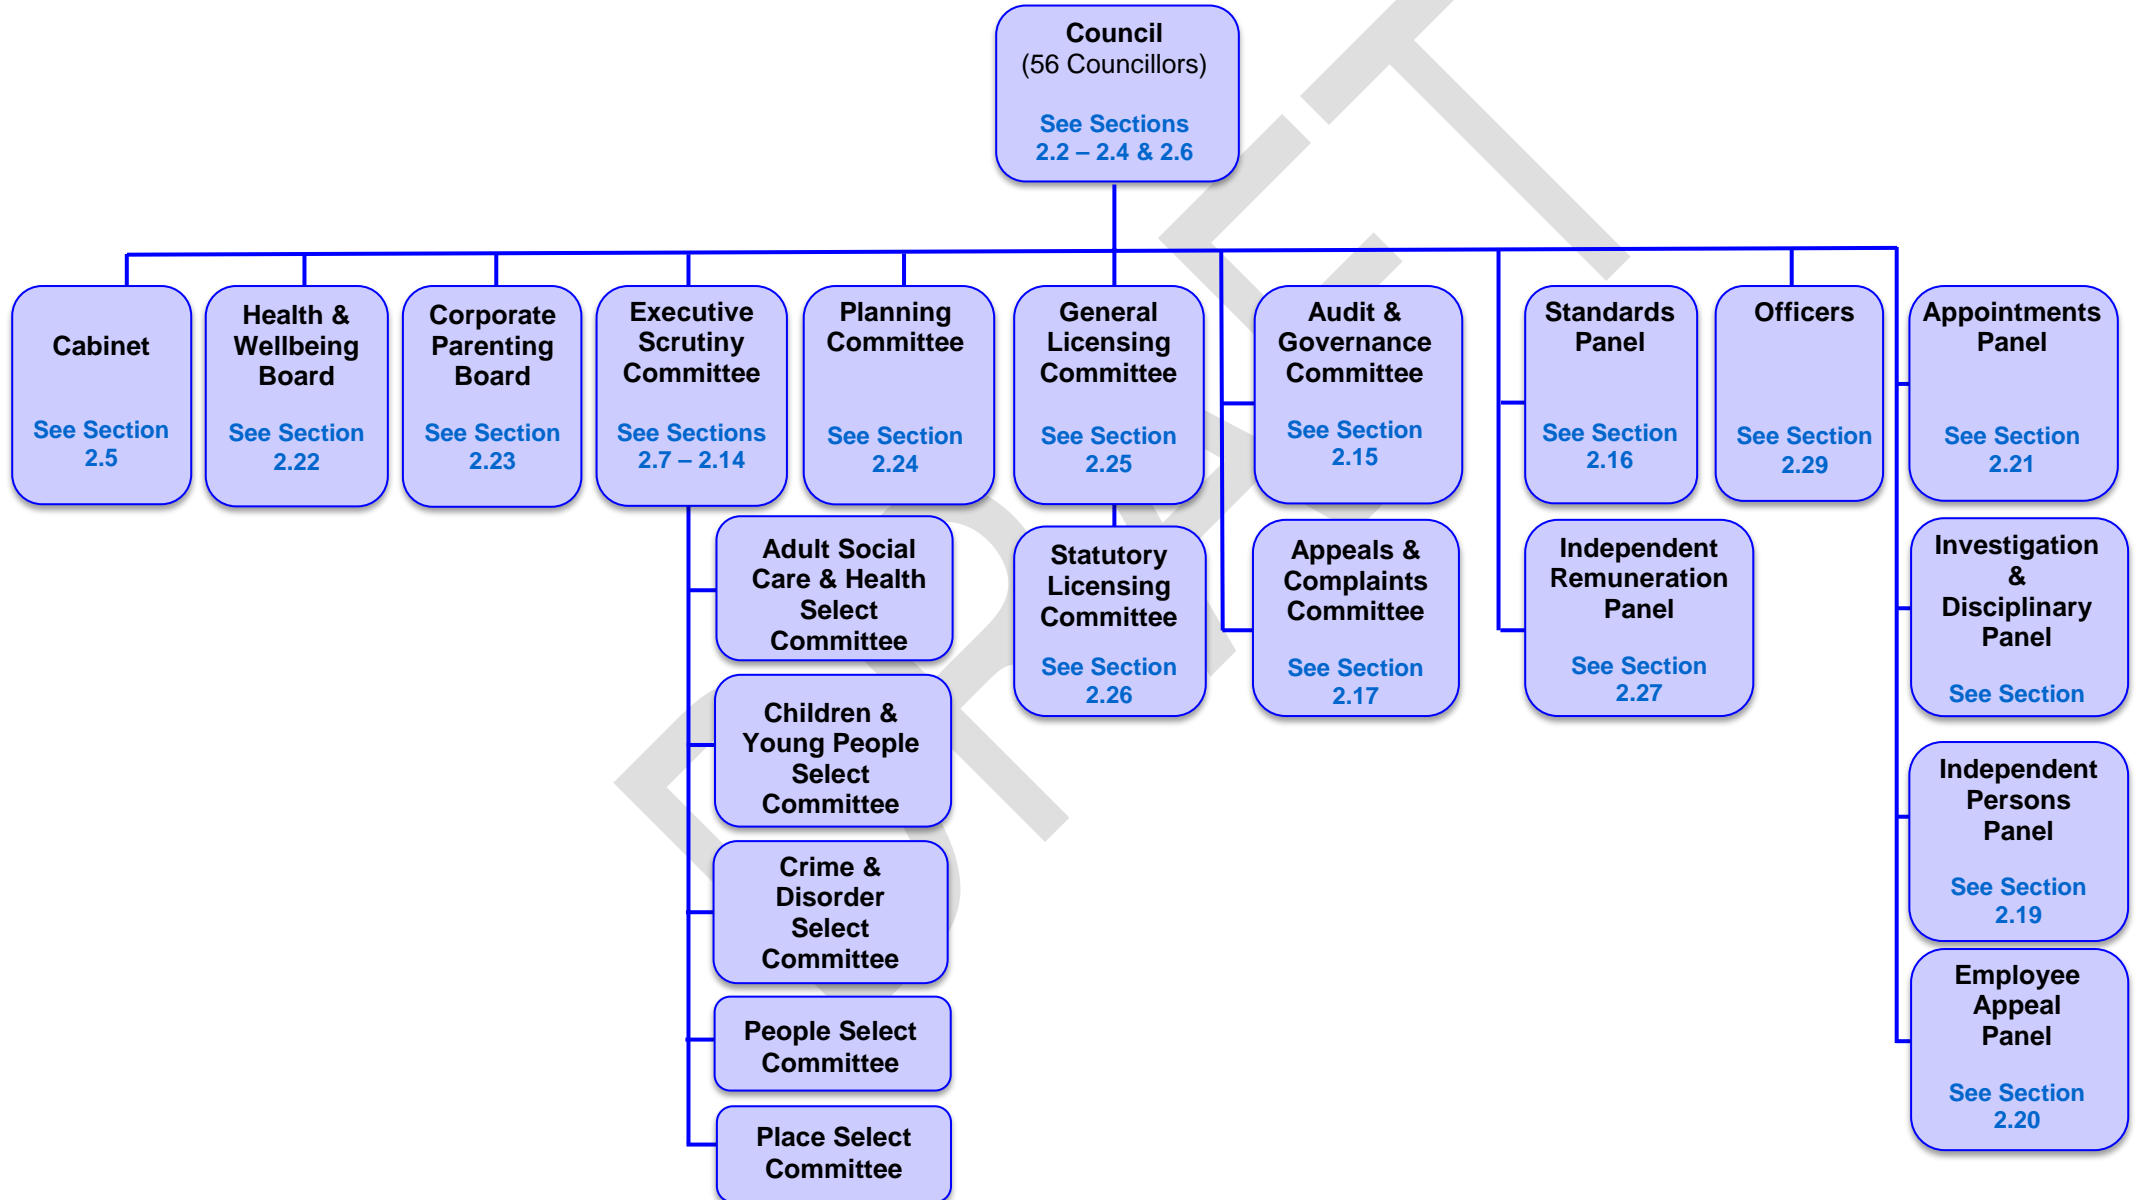 Council
(56 Councillors)
See Sections
2.2 – 2.4 & 2.6
Cabinet
See Section
2.5
Health &
Wellbeing
Board
See Section
2.22
Corporate
Parenting
Board
See Section
2.23
Executive
Scrutiny
Committee
See Sections
2.7 – 2.14
Planning
Committee
See Section
2.24
General
Licensing
Committee
See Section
2.25
Audit &
Governance
Committee
See Section
2.15
Standards
Panel
See Section
2.16
Officers
See Section
2.29
Appointments
Panel
See Section
2.21
Adult Social
Care & Health
Select
Committee
Children &
Young People
Select
Committee
Crime &
Disorder
Select
Committee
People Select
Committee
Place Select
Committee
Statutory
Licensing
Committee
See Section
2.26
Appeals &
Complaints
Committee
See Section
2.17
Independent
Remuneration
Panel
See Section
2.27
Investigation
&
Disciplinary
Panel
See Section
Independent
Persons
Panel
See Section
2.19
Employee
Appeal
Panel
See Section
2.20
DRAFT